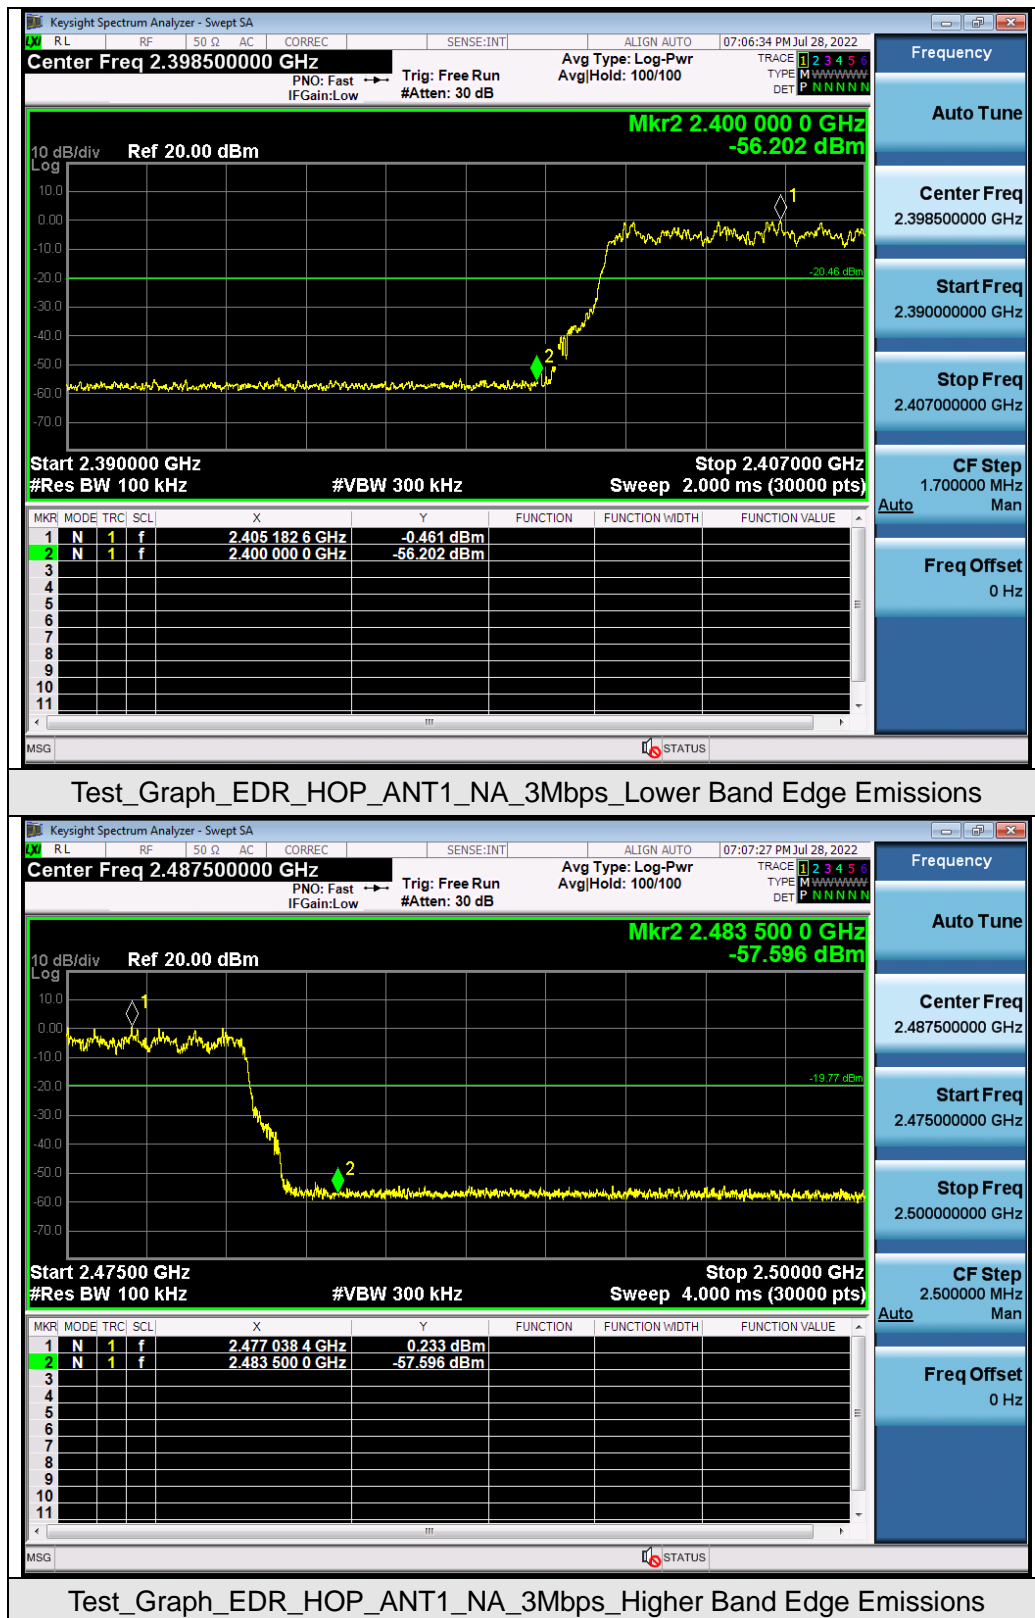 Keysight Spectrum Analyzer - Swept SA
LXI RL RF 50 Ω AC CORREC SENSE:INT ALIGN AUTO 07:06:34 PM Jul 28, 2022
Center Freq 2.398500000 GHz
PNO: Fast
IFGain:Low
Trig: Free Run
#Atten: 30 dB
Avg Type: Log-Pwr
Avg|Hold: 100/100
TRACE 1 2 3 4 5 6
TYPE M WWWWW
DET P N N N N N
Mkr2 2.400 000 0 GHz
-56.202 dBm
10 dB/div Ref 20.00 dBm
Log
10.0
0.00
-10.0
-20.0
-30.0
-40.0
-50.0
-60.0
-70.0
1
-20.46 dBm
2
Start 2.390000 GHz Stop 2.407000 GHz
#Res BW 100 kHz #VBW 300 kHz Sweep 2.000 ms (30000 pts)
MKR MODE TRC SCL X Y FUNCTION FUNCTION WIDTH FUNCTION VALUE
1 N 1 f 2.405 182 6 GHz -0.461 dBm
2 N 1 f 2.400 000 0 GHz -56.202 dBm
3
4
5
6
7
8
9
10
11
MSG STATUS
Frequency
Auto Tune
Center Freq
2.398500000 GHz
Start Freq
2.390000000 GHz
Stop Freq
2.407000000 GHz
CF Step
1.700000 MHz
Auto Man
Freq Offset
0 Hz
Test_Graph_EDR_HOP_ANT1_NA_3Mbps_Lower Band Edge Emissions
Keysight Spectrum Analyzer - Swept SA
LXI RL RF 50 Ω AC CORREC SENSE:INT ALIGN AUTO 07:07:27 PM Jul 28, 2022
Center Freq 2.487500000 GHz
PNO: Fast
IFGain:Low
Trig: Free Run
#Atten: 30 dB
Avg Type: Log-Pwr
Avg|Hold: 100/100
TRACE 1 2 3 4 5 6
TYPE M WWWWW
DET P N N N N N
Mkr2 2.483 500 0 GHz
-57.596 dBm
10 dB/div Ref 20.00 dBm
Log
10.0
0.00
-10.0
-20.0
-30.0
-40.0
-50.0
-60.0
-70.0
1
-19.77 dBm
2
Start 2.47500 GHz Stop 2.50000 GHz
#Res BW 100 kHz #VBW 300 kHz Sweep 4.000 ms (30000 pts)
MKR MODE TRC SCL X Y FUNCTION FUNCTION WIDTH FUNCTION VALUE
1 N 1 f 2.477 038 4 GHz 0.233 dBm
2 N 1 f 2.483 500 0 GHz -57.596 dBm
3
4
5
6
7
8
9
10
11
MSG STATUS
Frequency
Auto Tune
Center Freq
2.487500000 GHz
Start Freq
2.475000000 GHz
Stop Freq
2.500000000 GHz
CF Step
2.500000 MHz
Auto Man
Freq Offset
0 Hz
Test_Graph_EDR_HOP_ANT1_NA_3Mbps_Higher Band Edge Emissions